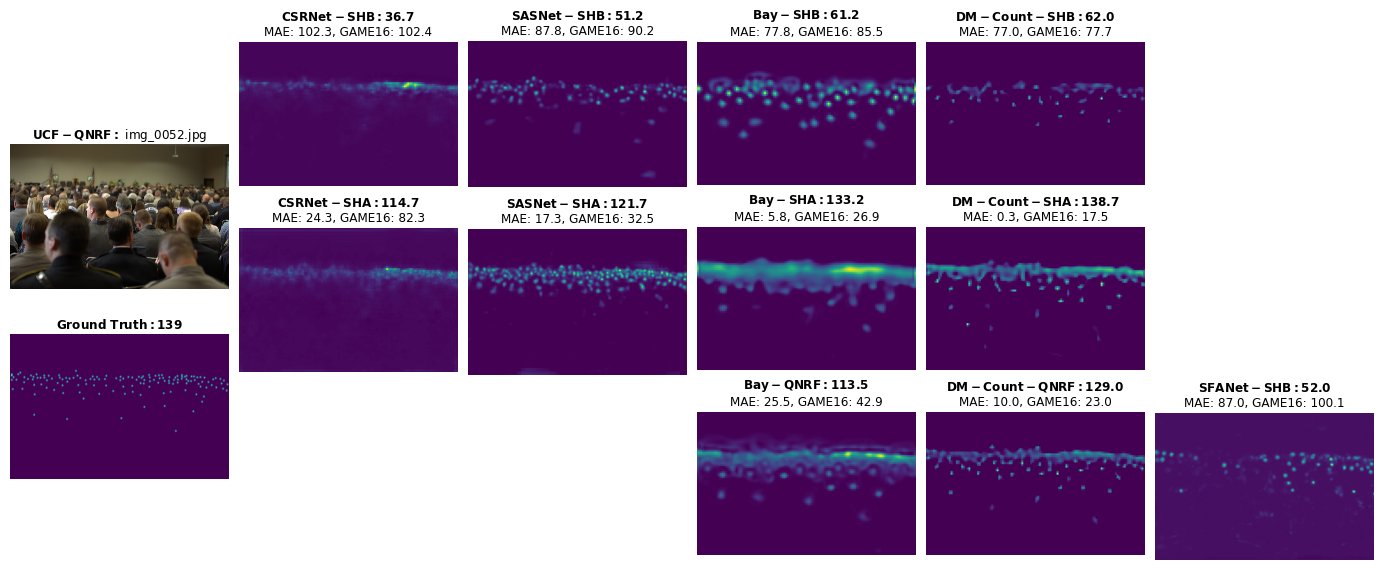 CSRNet−SHB:36.7
MAE: 102.3, GAME16: 102.4
SASNet−SHB:51.2
MAE: 87.8, GAME16: 90.2
Bay−SHB:61.2
MAE: 77.8, GAME16: 85.5
DM−Count−SHB:62.0
MAE: 77.0, GAME16: 77.7
UCF−QNRF: img_0052.jpg
CSRNet−SHA:114.7
MAE: 24.3, GAME16: 82.3
SASNet−SHA:121.7
MAE: 17.3, GAME16: 32.5
Bay−SHA:133.2
MAE: 5.8, GAME16: 26.9
DM−Count−SHA:138.7
MAE: 0.3, GAME16: 17.5
Ground Truth:139
Bay−QNRF:113.5
MAE: 25.5, GAME16: 42.9
DM−Count−QNRF:129.0
MAE: 10.0, GAME16: 23.0
SFANet−SHB:52.0
MAE: 87.0, GAME16: 100.1